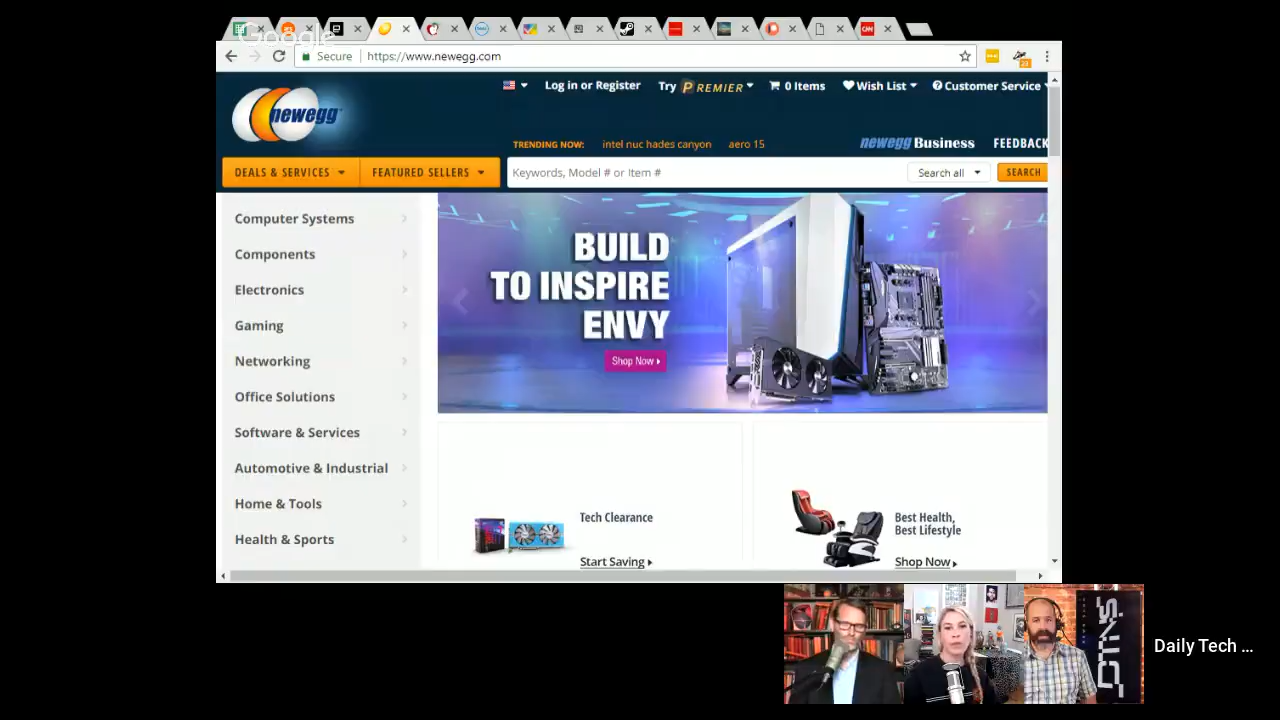 Google
Secure
https://www.newegg.com
23
newegg
Log in or Register
Try PREMIER
0 Items
Wish List
Customer Service
TRENDING NOW:
intel nuc hades canyon
aero 15
newegg Business
FEEDBACK
DEALS & SERVICES
FEATURED SELLERS
Keywords, Model # or Item #
Search all
SEARCH
Computer Systems
Components
Electronics
Gaming
Networking
Office Solutions
Software & Services
Automotive & Industrial
Home & Tools
Health & Sports
BUILD
TO INSPIRE
ENVY
Shop Now
Tech Clearance
Start Saving
Best Health,
Best Lifestyle
Shop Now
DTNS
Daily Tech ...